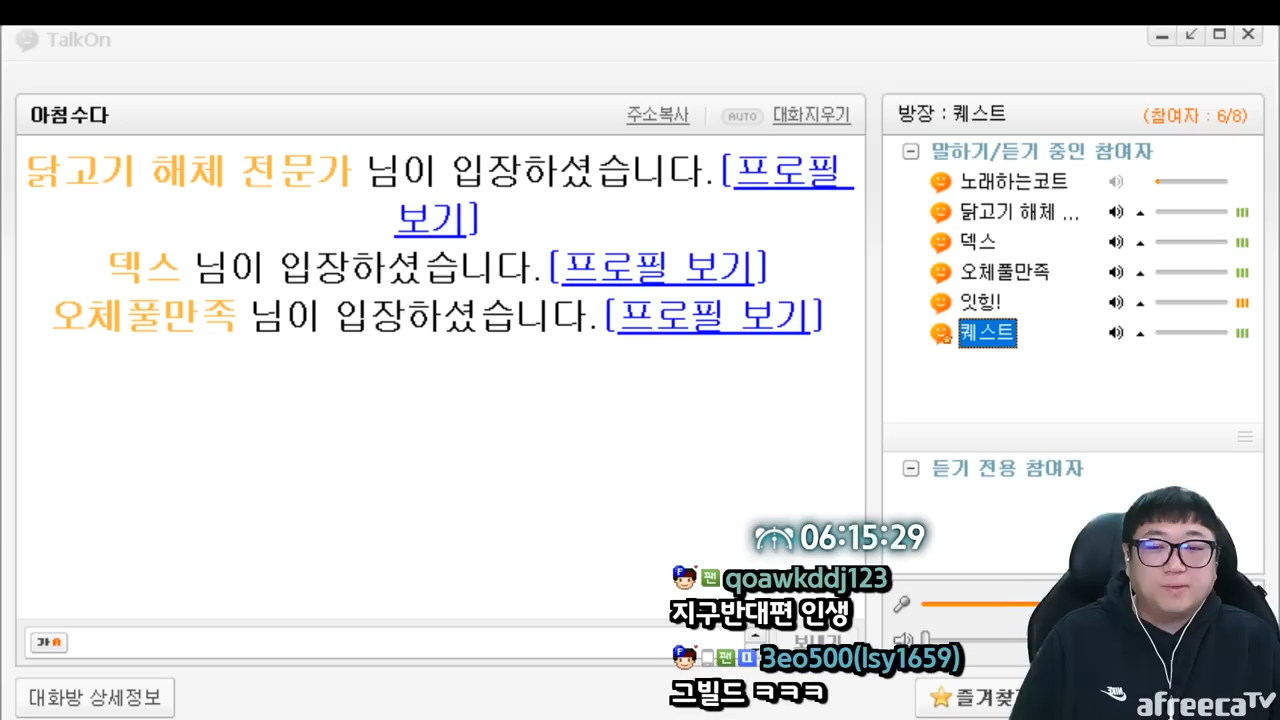 TalkOn
아침수다
주소복사
AUTO
대화지우기
닭고기 해체 전문가 님이 입장하셨습니다.[프로필
보기]
덱스 님이 입장하셨습니다.[프로필 보기]
오체풀만족 님이 입장하셨습니다.[프로필 보기]
방장 : 퀘스트
(참여자 : 6/8)
말하기/듣기 중인 참여자
노래하는코트
닭고기 해체 ...
덱스
오체풀만족
잇힝!
퀘스트
듣기 전용 참여자
06:15:29
F 팬 qoawkddj123
지구반대편 인생
F 팬 3eo500(lsy1659)
그빌드 ㅋㅋㅋ
가
보내기
대화방 상세정보
즐겨찾
afreecaTV